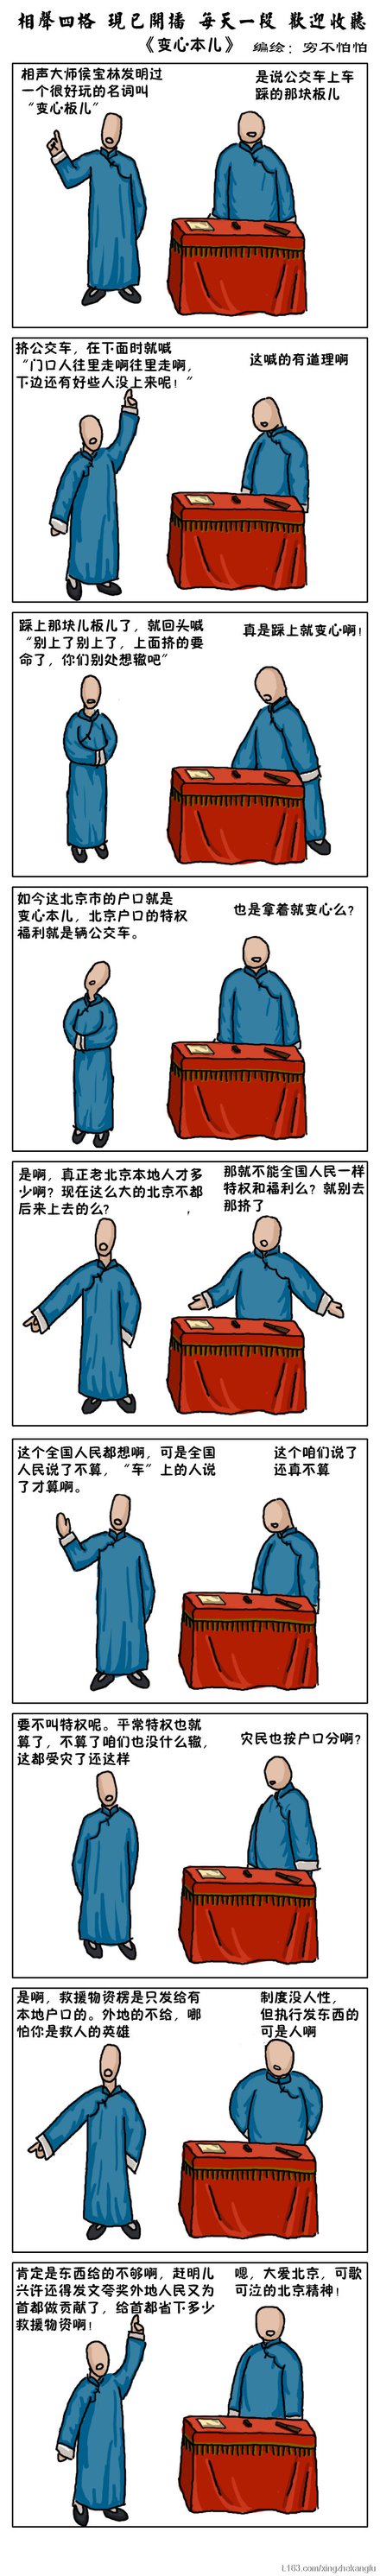 相聲四格 現已開播 每天一段 歡迎收聽
《变心本儿》 编绘：穷不怕怕
相声大师侯宝林发明过
一个很好玩的名词叫
“变心板儿”
是说公交车上车
踩的那块板儿
挤公交车，在下面时就喊
“门口人往里走啊往里走啊，
下边还有好些人没上来呢！”
这喊的有道理啊
踩上那块儿板儿了，就回头喊
“别上了别上了，上面挤的要
命了，你们别处想辙吧”
真是踩上就变心啊！
如今这北京市的户口就是
变心本儿，北京户口的特权
福利就是辆公交车。
也是拿着就变心么？
是啊，真正老北京本地人才多
少啊？现在这么大的北京不都
后来上去的么？
那就不能全国人民一样
特权和福利么？就别去
那挤了
这个全国人民都想啊，可是全国
人民说了不算，“车”上的人说
了才算啊。
这个咱们说了
还真不算
要不叫特权呢。平常特权也就
算了，不算了咱们也没什么辙，
这都受灾了还这样
灾民也按户口分啊？
是啊，救援物资楞是只发给有
本地户口的。外地的不给，哪
怕你是救人的英雄
制度没人性，
但执行发东西的
可是人啊
肯定是东西给的不够啊，赶明儿
兴许还得发文夸奖外地人民又为
首都做贡献了，给首都省下多少
救援物资啊！
嗯，大爱北京，可歌
可泣的北京精神！
t.163.com/xingzhekanglu